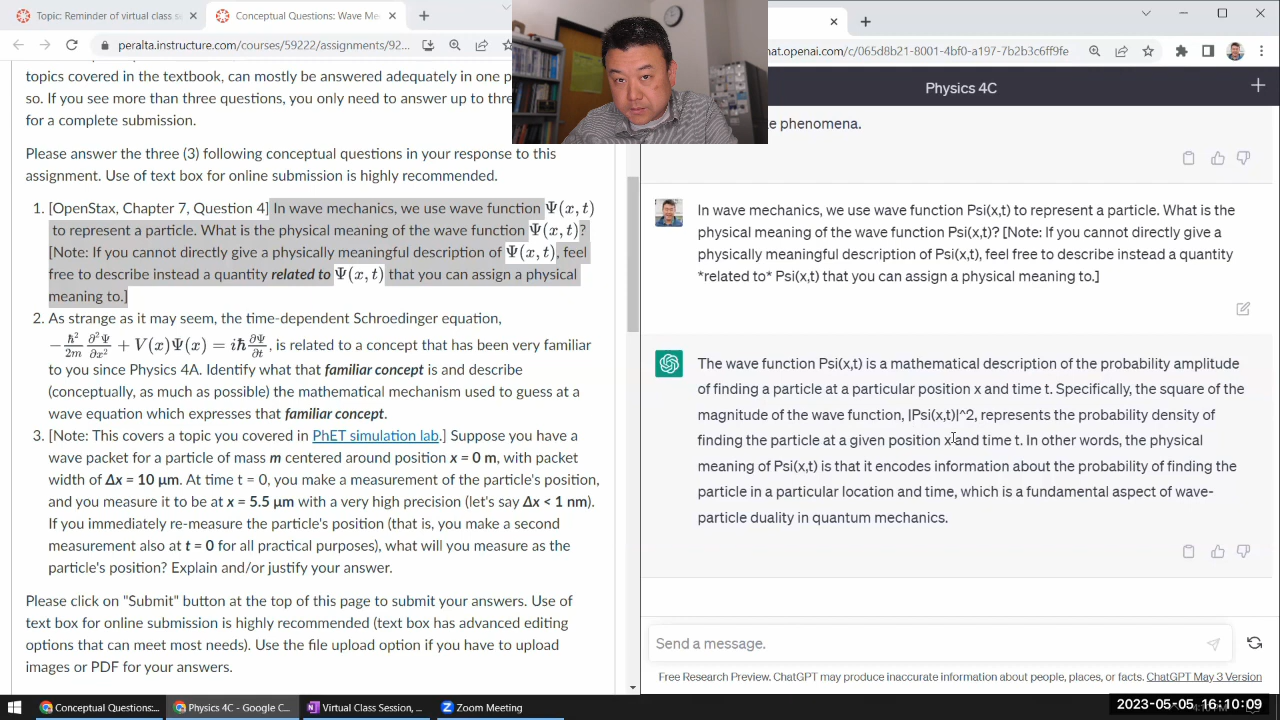 Topic: Reminder of virtual class s
Conceptual Questions: Wave Me
peralta.instructure.com/courses/59222/assignments/92...
topics covered in the textbook, can mostly be answered adequately in one p
so. If you see more than three questions, you only need to answer up to thre
for a complete submission.
Please answer the three (3) following conceptual questions in your response to this
assignment. Use of text box for online submission is highly recommended.
1. [OpenStax, Chapter 7, Question 4] In wave mechanics, we use wave function Ψ(x, t)
to represent a particle. What is the physical meaning of the wave function Ψ(x, t)?
[Note: If you cannot directly give a physically meaningful description of Ψ(x, t), feel
free to describe instead a quantity related to Ψ(x, t) that you can assign a physical
meaning to.]
2. As strange as it may seem, the time-dependent Schroedinger equation,
−ħ²/2m ∂²Ψ/∂x² + V(x)Ψ(x) = iħ ∂Ψ/∂t, is related to a concept that has been very familiar
to you since Physics 4A. Identify what that familiar concept is and describe
(conceptually, as much as possible) the mathematical mechanism used to guess at a
wave equation which expresses that familiar concept.
3. [Note: This covers a topic you covered in PhET simulation lab.] Suppose you have a
wave packet for a particle of mass m centered around position x = 0 m, with packet
width of Δx = 10 μm. At time t = 0, you make a measurement of the particle's position,
and you measure it to be at x = 5.5 μm with a very high precision (let's say Δx < 1 nm).
If you immediately re-measure the particle's position (that is, you make a second
measurement also at t = 0 for all practical purposes), what will you measure as the
particle's position? Explain and/or justify your answer.
Please click on "Submit" button at the top of this page to submit your answers. Use of
text box for online submission is highly recommended (text box has advanced editing
options that can meet most needs). Use the file upload option if you have to upload
images or PDF for your answers.
hat.openai.com/c/065d8b21-8001-4bf0-a197-7b2b3c6ff9fe
Physics 4C
phenomena.
In wave mechanics, we use wave function Psi(x,t) to represent a particle. What is the
physical meaning of the wave function Psi(x,t)? [Note: If you cannot directly give a
physically meaningful description of Psi(x,t), feel free to describe instead a quantity
*related to* Psi(x,t) that you can assign a physical meaning to.]
The wave function Psi(x,t) is a mathematical description of the probability amplitude
of finding a particle at a particular position x and time t. Specifically, the square of the
magnitude of the wave function, |Psi(x,t)|^2, represents the probability density of
finding the particle at a given position x and time t. In other words, the physical
meaning of Psi(x,t) is that it encodes information about the probability of finding the
particle in a particular location and time, which is a fundamental aspect of wave-
particle duality in quantum mechanics.
Send a message.
Free Research Preview. ChatGPT may produce inaccurate information about people, places, or facts. ChatGPT May 3 Version
Conceptual Questions:...
Physics 4C - Google C...
Virtual Class Session, ...
Zoom Meeting
2023-05-05 16:10:09